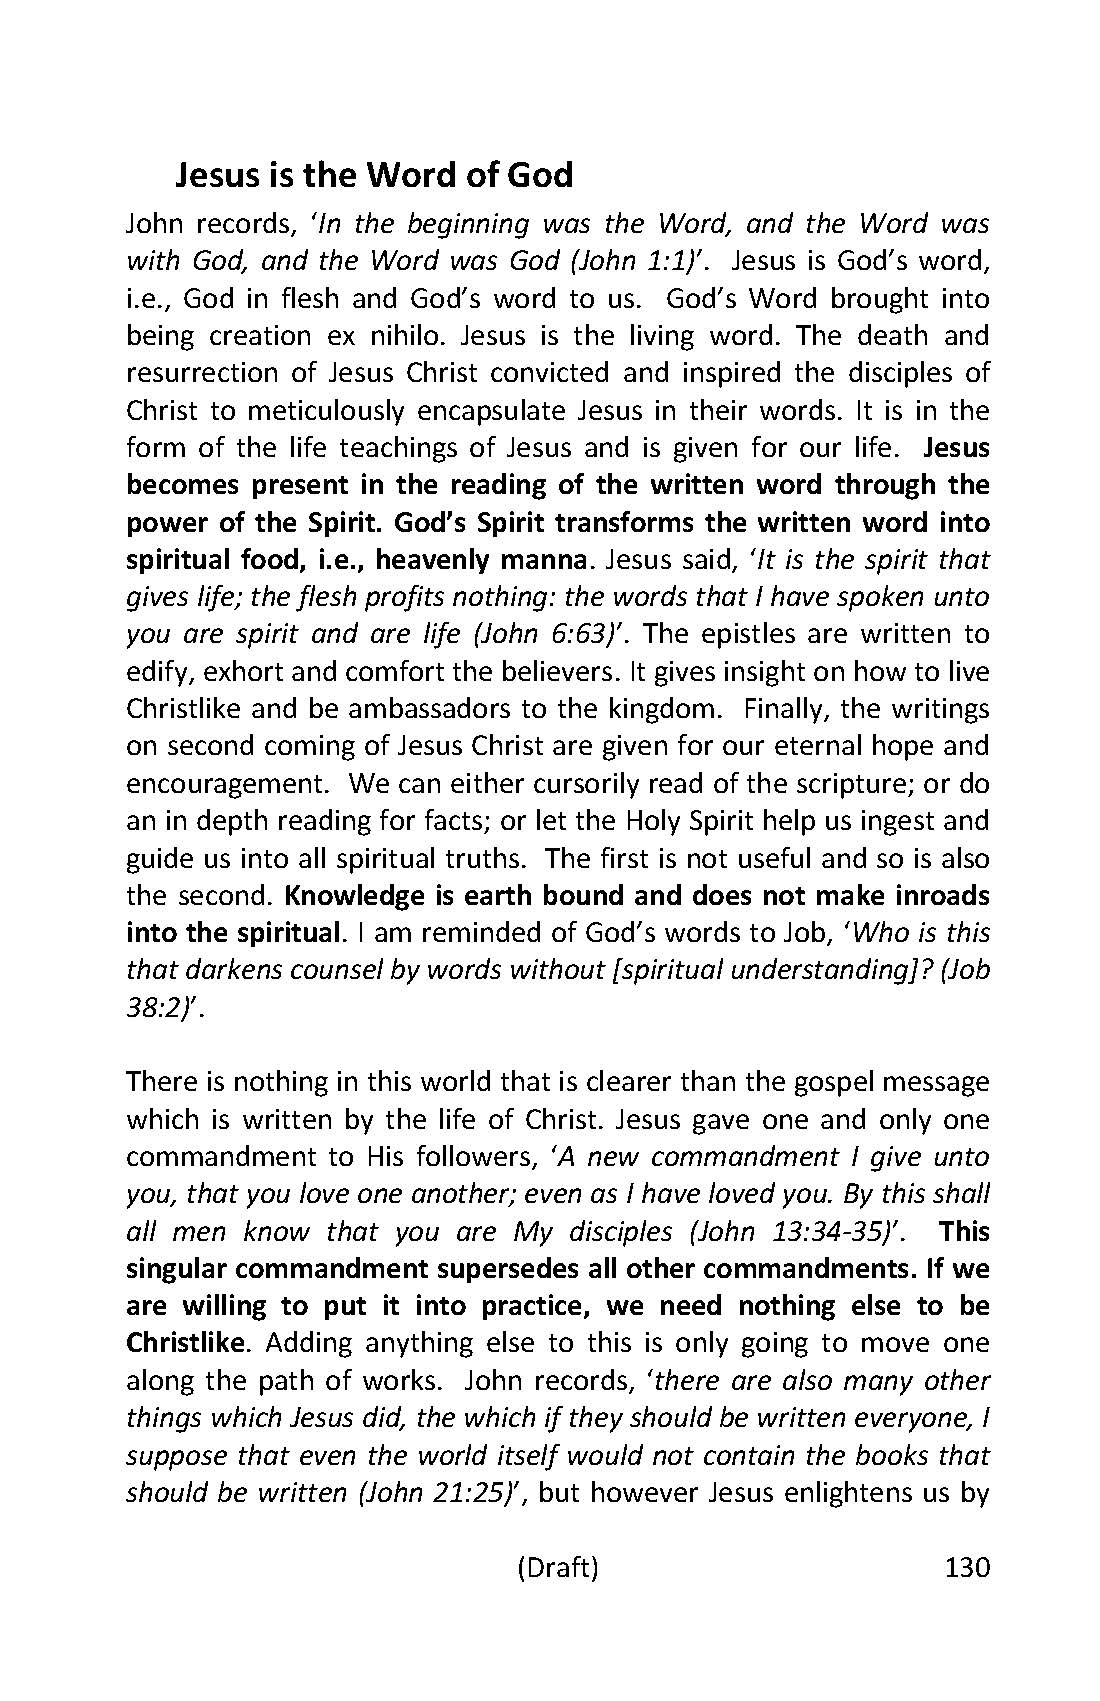 Jesus is the Word of God
John records, ‘In the beginning was the Word, and the Word was
with God, and the Word was God (John 1:1)’. Jesus is God’s word,
i.e., God in flesh and God’s word to us. God’s Word brought into
being creation ex nihilo. Jesus is the living word. The death and
resurrection of Jesus Christ convicted and inspired the disciples of
Christ to meticulously encapsulate Jesus in their words. It is in the
form of the life teachings of Jesus and is given for our life. Jesus
becomes present in the reading of the written word through the
power of the Spirit. God’s Spirit transforms the written word into
spiritual food, i.e., heavenly manna. Jesus said, ‘It is the spirit that
gives life; the flesh profits nothing: the words that I have spoken unto
you are spirit and are life (John 6:63)’. The epistles are written to
edify, exhort and comfort the believers. It gives insight on how to live
Christlike and be ambassadors to the kingdom. Finally, the writings
on second coming of Jesus Christ are given for our eternal hope and
encouragement. We can either cursorily read of the scripture; or do
an in depth reading for facts; or let the Holy Spirit help us ingest and
guide us into all spiritual truths. The first is not useful and so is also
the second. Knowledge is earth bound and does not make inroads
into the spiritual. I am reminded of God’s words to Job, ‘Who is this
that darkens counsel by words without [spiritual understanding]? (Job
38:2)’.
There is nothing in this world that is clearer than the gospel message
which is written by the life of Christ. Jesus gave one and only one
commandment to His followers, ‘A new commandment I give unto
you, that you love one another; even as I have loved you. By this shall
all men know that you are My disciples (John 13:34-35)’. This
singular commandment supersedes all other commandments. If we
are willing to put it into practice, we need nothing else to be
Christlike. Adding anything else to this is only going to move one
along the path of works. John records, ‘there are also many other
things which Jesus did, the which if they should be written everyone, I
suppose that even the world itself would not contain the books that
should be written (John 21:25)’, but however Jesus enlightens us by
(Draft) 130